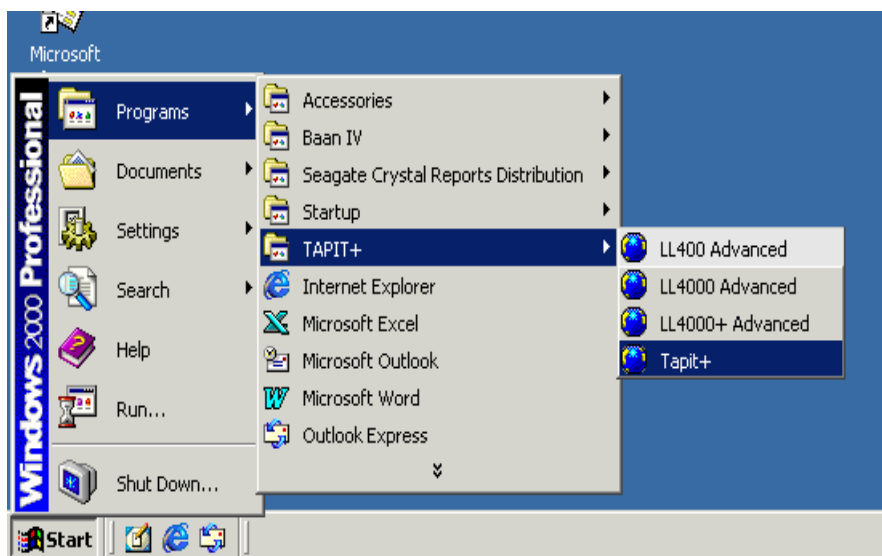 Microsoft
Windows 2000 Professional
Programs
Documents
Settings
Search
Help
Run...
Shut Down...
Accessories
Baan IV
Seagate Crystal Reports Distribution
Startup
TAPIT+
Internet Explorer
Microsoft Excel
Microsoft Outlook
Microsoft Word
Outlook Express
LL400 Advanced
LL4000 Advanced
LL4000+ Advanced
Tapit+
Start